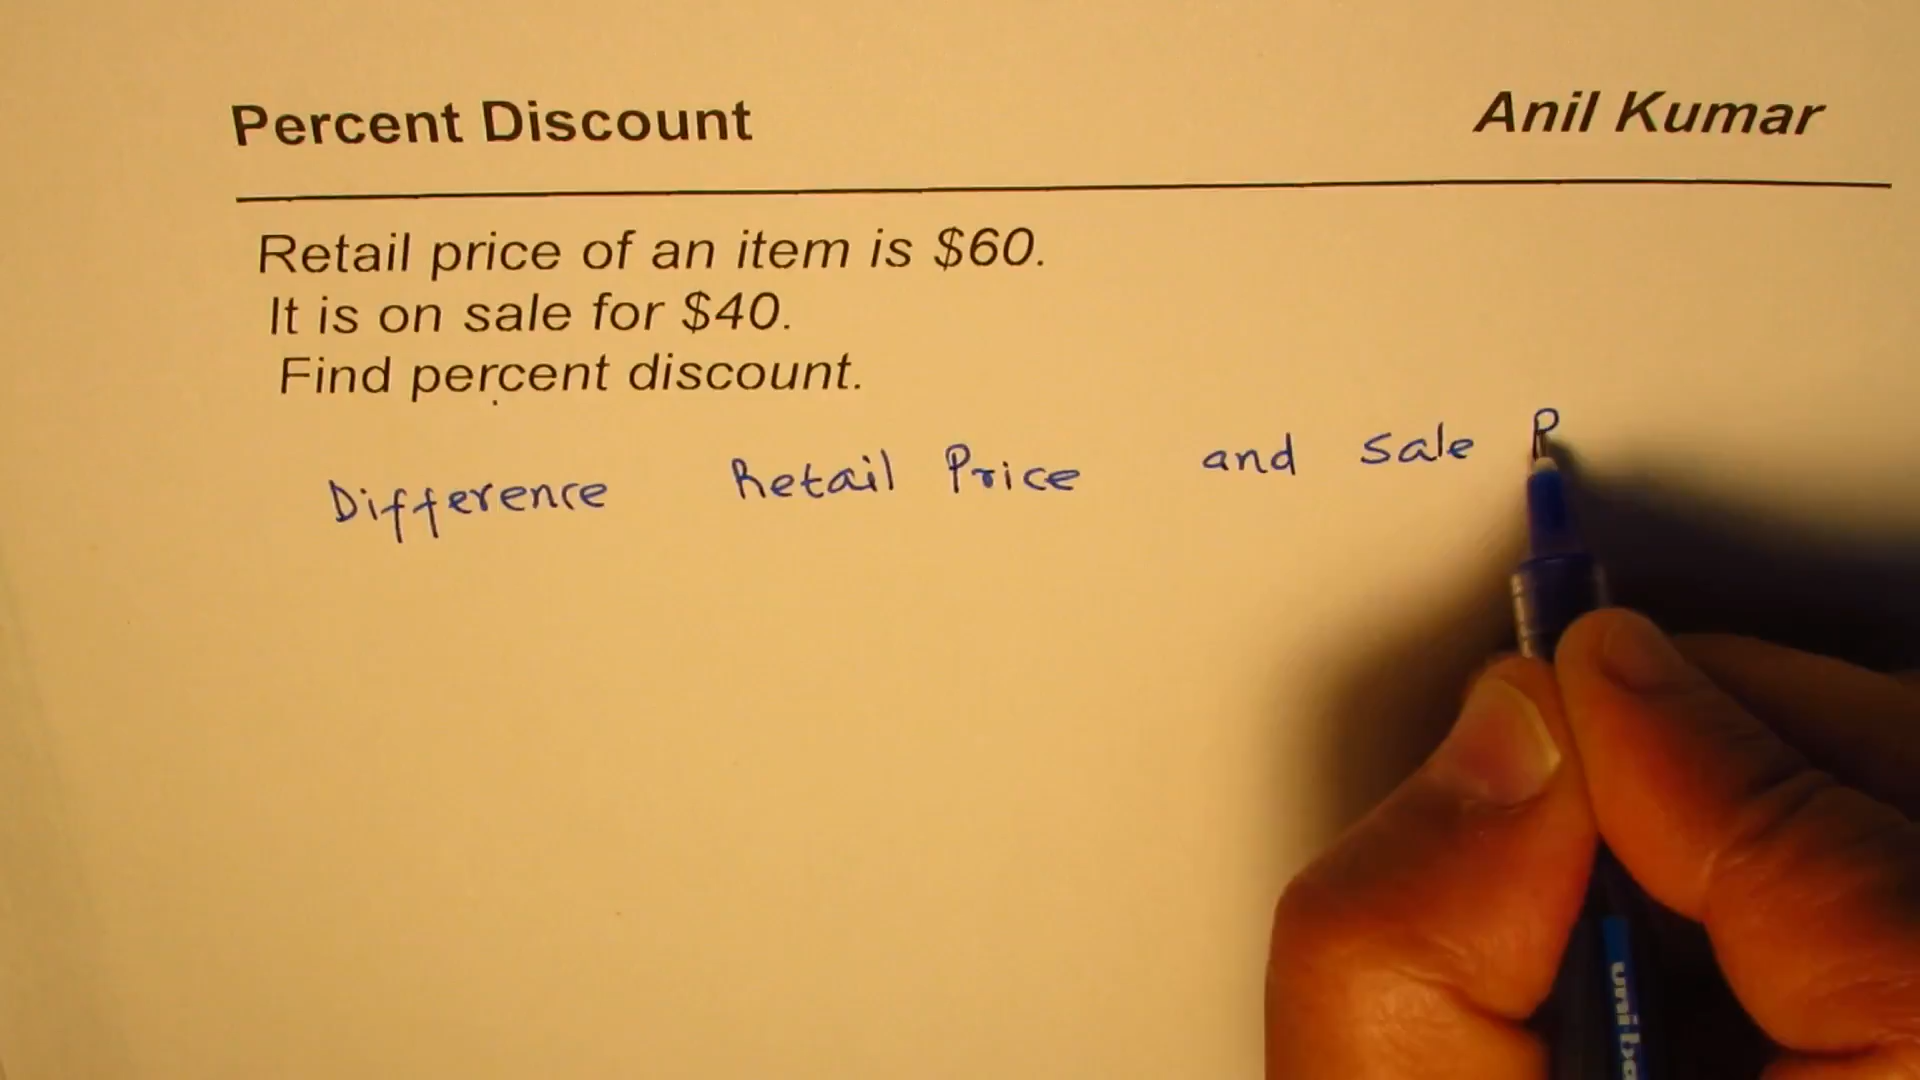 Percent Discount
Anil Kumar
Retail price of an item is $60.
It is on sale for $40.
Find percent discount.
Difference Retail Price and Sale P
uni